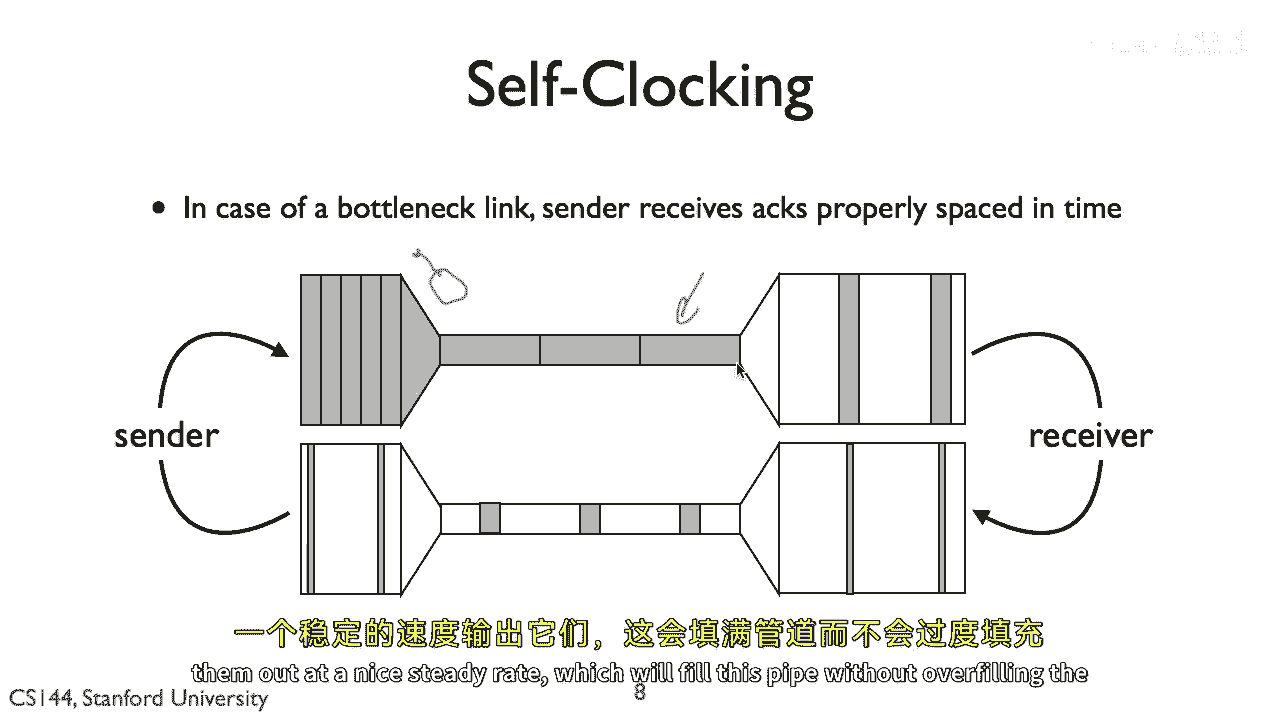 Self-Clocking
• In case of a bottleneck link, sender receives acks properly spaced in time
sender
receiver
一个稳定的速度输出它们，这会填满管道而不会过度填充
them out at a nice steady rate, which will fill this pipe without overfilling the
8
CS144, Stanford University